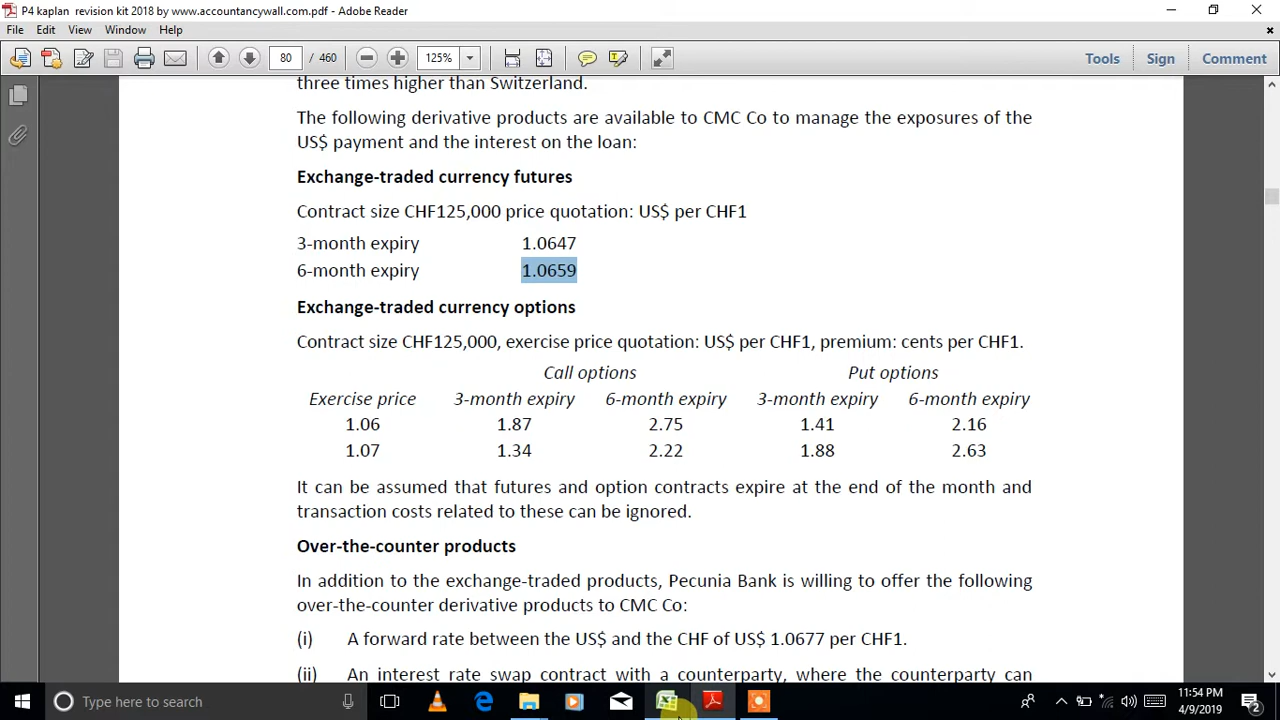 P4 kaplan revision kit 2018 by www.accountancywall.com.pdf - Adobe Reader
File Edit View Window Help
80 / 460 125% Tools Sign Comment
three times higher than Switzerland.
The following derivative products are available to CMC Co to manage the exposures of the
US$ payment and the interest on the loan:
Exchange-traded currency futures
Contract size CHF125,000 price quotation: US$ per CHF1
3-month expiry 1.0647
6-month expiry 1.0659
Exchange-traded currency options
Contract size CHF125,000, exercise price quotation: US$ per CHF1, premium: cents per CHF1.
Call options Put options
Exercise price 3-month expiry 6-month expiry 3-month expiry 6-month expiry
1.06 1.87 2.75 1.41 2.16
1.07 1.34 2.22 1.88 2.63
It can be assumed that futures and option contracts expire at the end of the month and
transaction costs related to these can be ignored.
Over-the-counter products
In addition to the exchange-traded products, Pecunia Bank is willing to offer the following
over-the-counter derivative products to CMC Co:
(i) A forward rate between the US$ and the CHF of US$ 1.0677 per CHF1.
(ii) An interest rate swap contract with a counterparty, where the counterparty can
Type here to search
11:54 PM
4/9/2019
2